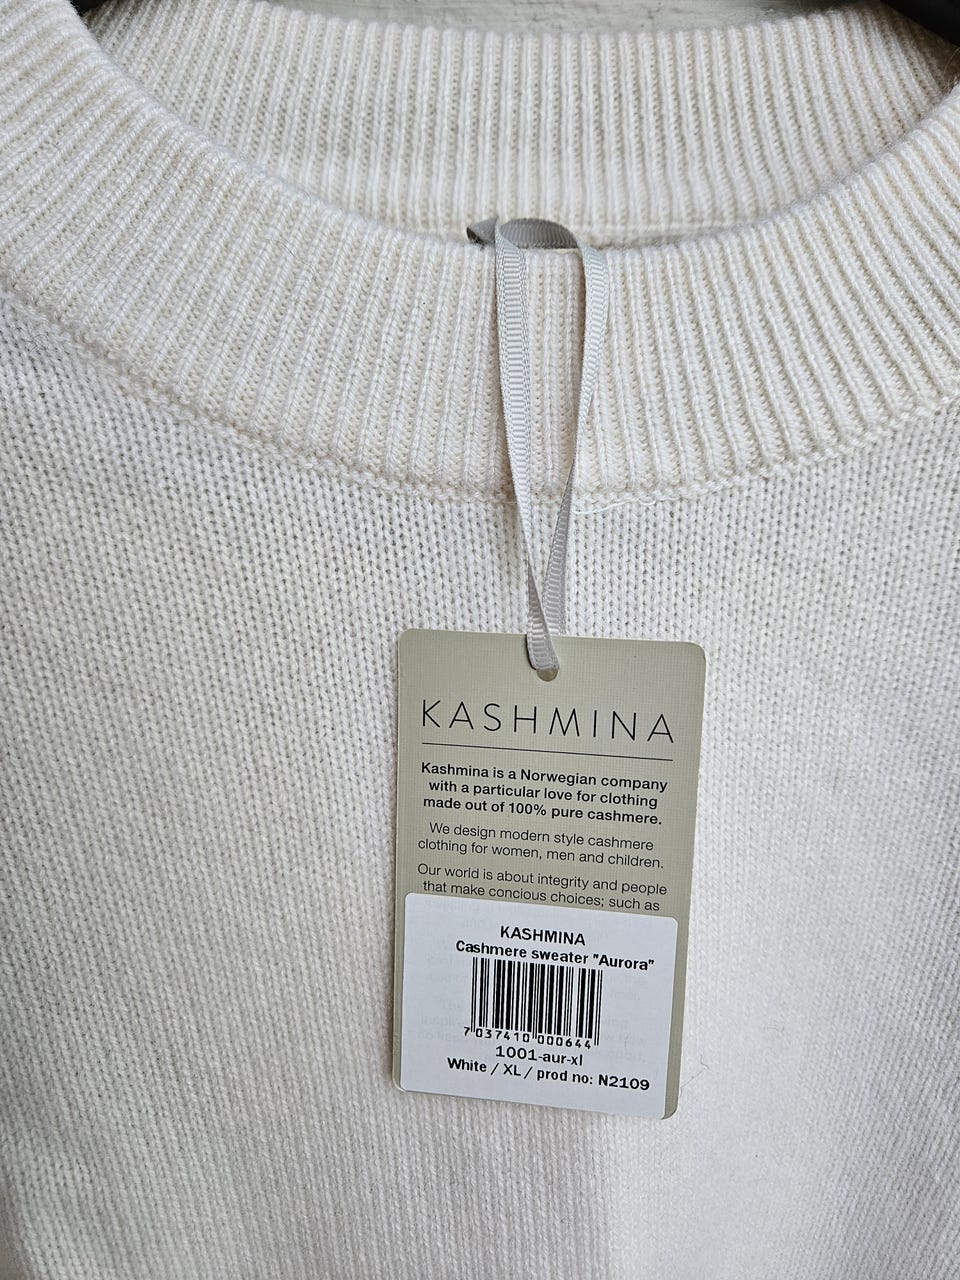 KASHMINA
Kashmina is a Norwegian company
with a particular love for clothing
made out of 100% pure cashmere.
We design modern style cashmere
clothing for women, men and children.
Our world is about integrity and people
that make concious choices; such as
KASHMINA
Cashmere sweater "Aurora"
7 037410 000644
1001-aur-xl
White / XL / prod no: N2109